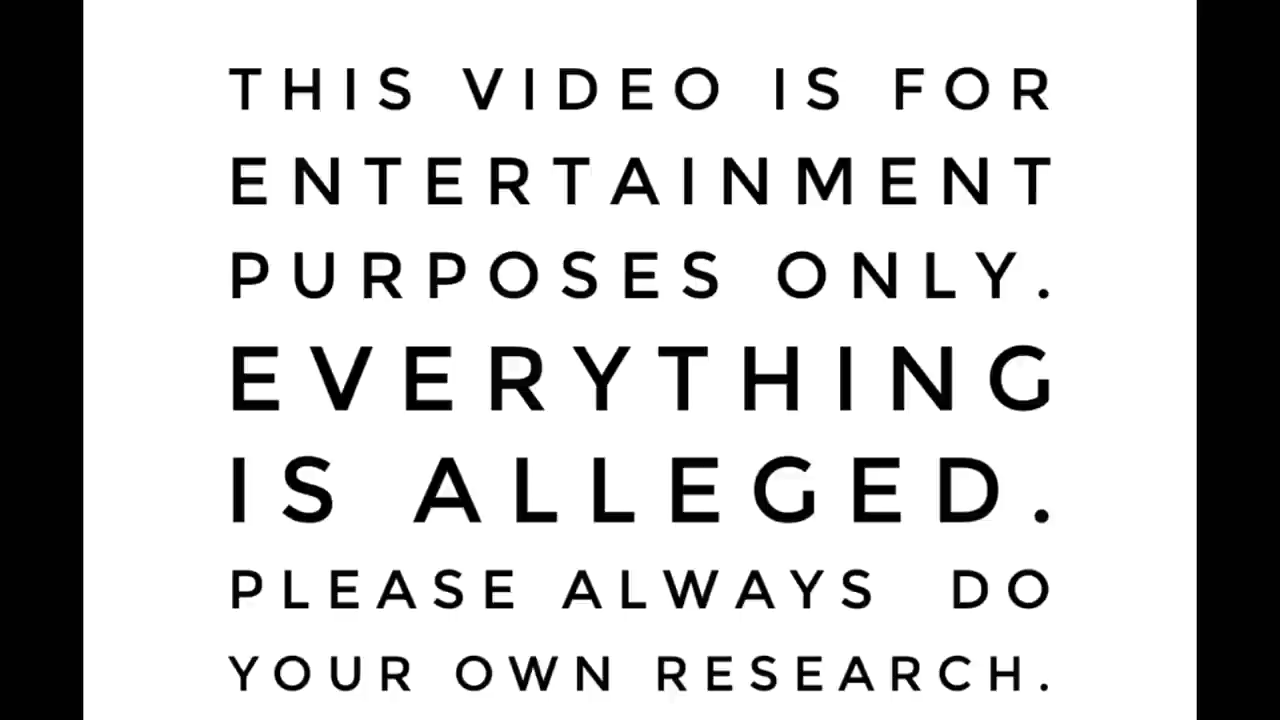 THIS VIDEO IS FOR
ENTERTAINMENT
PURPOSES ONLY.
EVERYTHING
IS ALLEGED.
PLEASE ALWAYS DO
YOUR OWN RESEARCH.